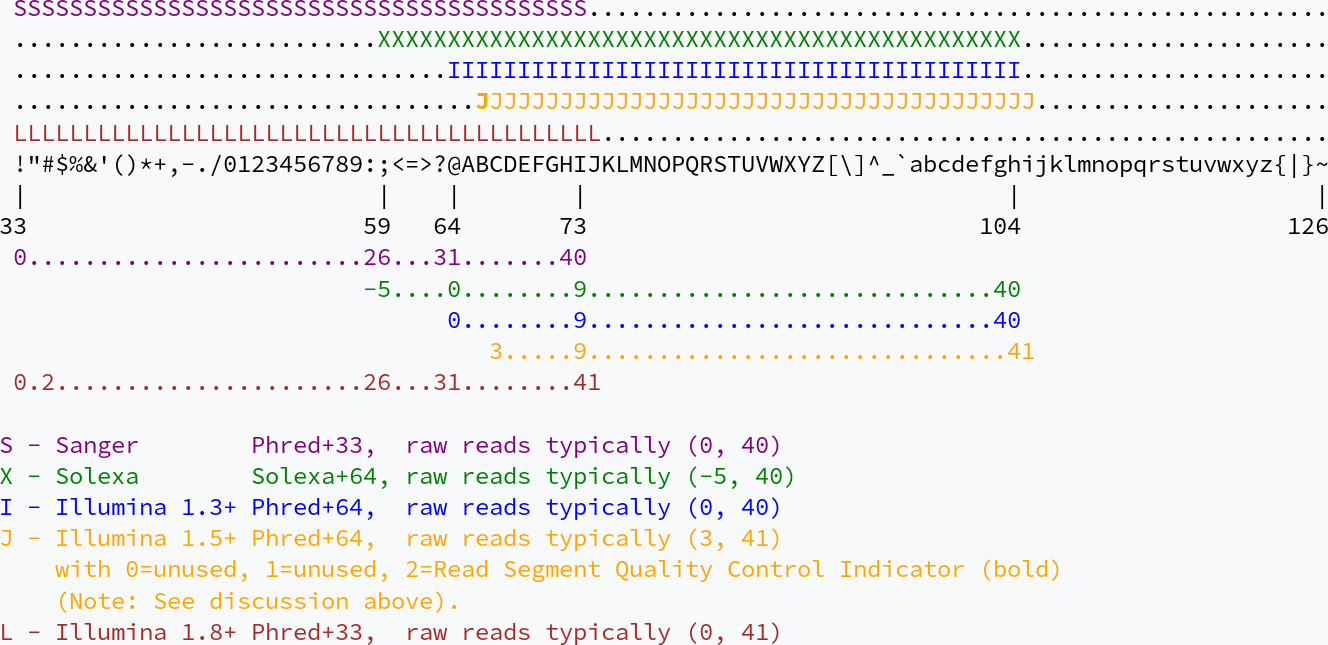 SSSSSSSSSSSSSSSSSSSSSSSSSSSSSSSSSSSSSSSSS.....................................................
..........................XXXXXXXXXXXXXXXXXXXXXXXXXXXXXXXXXXXXXXXXXXXXXX......................
...............................IIIIIIIIIIIIIIIIIIIIIIIIIIIIIIIIIIIIIIIII......................
.................................JJJJJJJJJJJJJJJJJJJJJJJJJJJJJJJJJJJJJJJJ.....................
LLLLLLLLLLLLLLLLLLLLLLLLLLLLLLLLLLLLLLLLLL....................................................
!"#$%&'()*+,-./0123456789:;<=>?@ABCDEFGHIJKLMNOPQRSTUVWXYZ[\]^_`abcdefghijklmnopqrstuvwxyz{|}~
| | | | | |
33 59 64 73 104 126
0........................26...31.......40
-5....0........9.............................40
0........9.............................40
3.....9..............................41
0.2......................26...31........41
S - Sanger Phred+33, raw reads typically (0, 40)
X - Solexa Solexa+64, raw reads typically (-5, 40)
I - Illumina 1.3+ Phred+64, raw reads typically (0, 40)
J - Illumina 1.5+ Phred+64, raw reads typically (3, 41)
with 0=unused, 1=unused, 2=Read Segment Quality Control Indicator (bold)
(Note: See discussion above).
L - Illumina 1.8+ Phred+33, raw reads typically (0, 41)